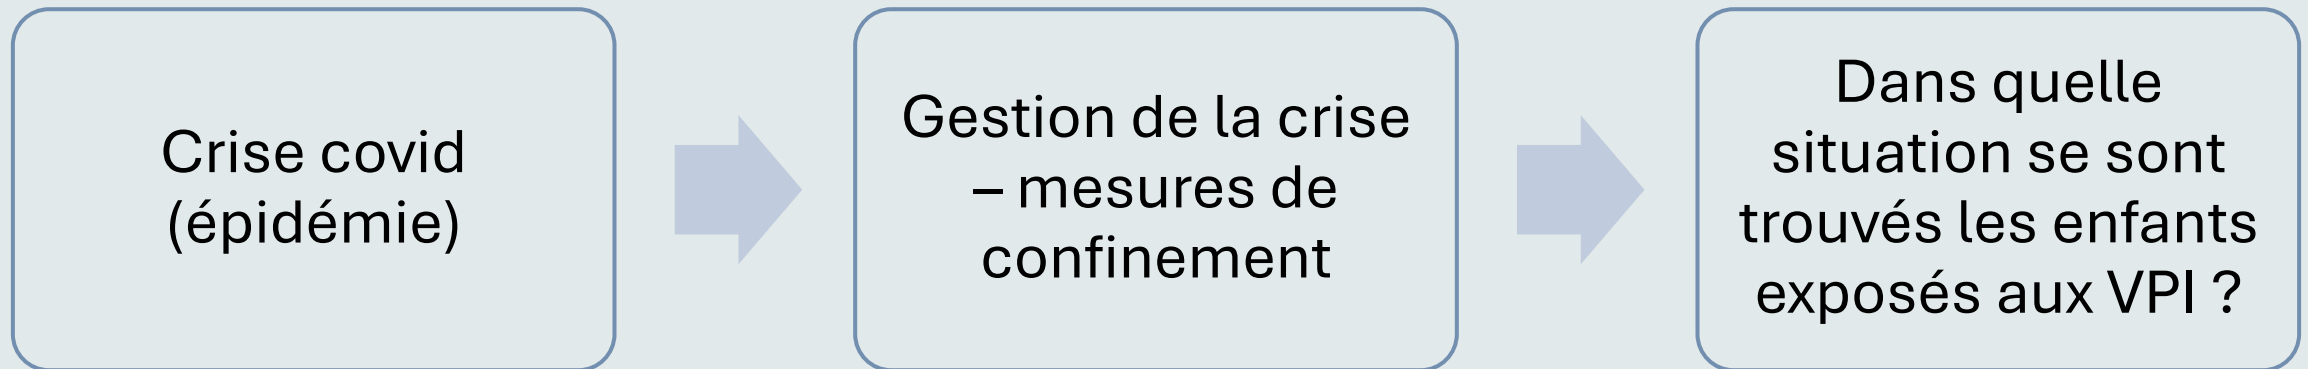 Crise covid
(épidémie)
Gestion de la crise
– mesures de
confinement
Dans quelle
situation se sont
trouvés les enfants
exposés aux VPI ?